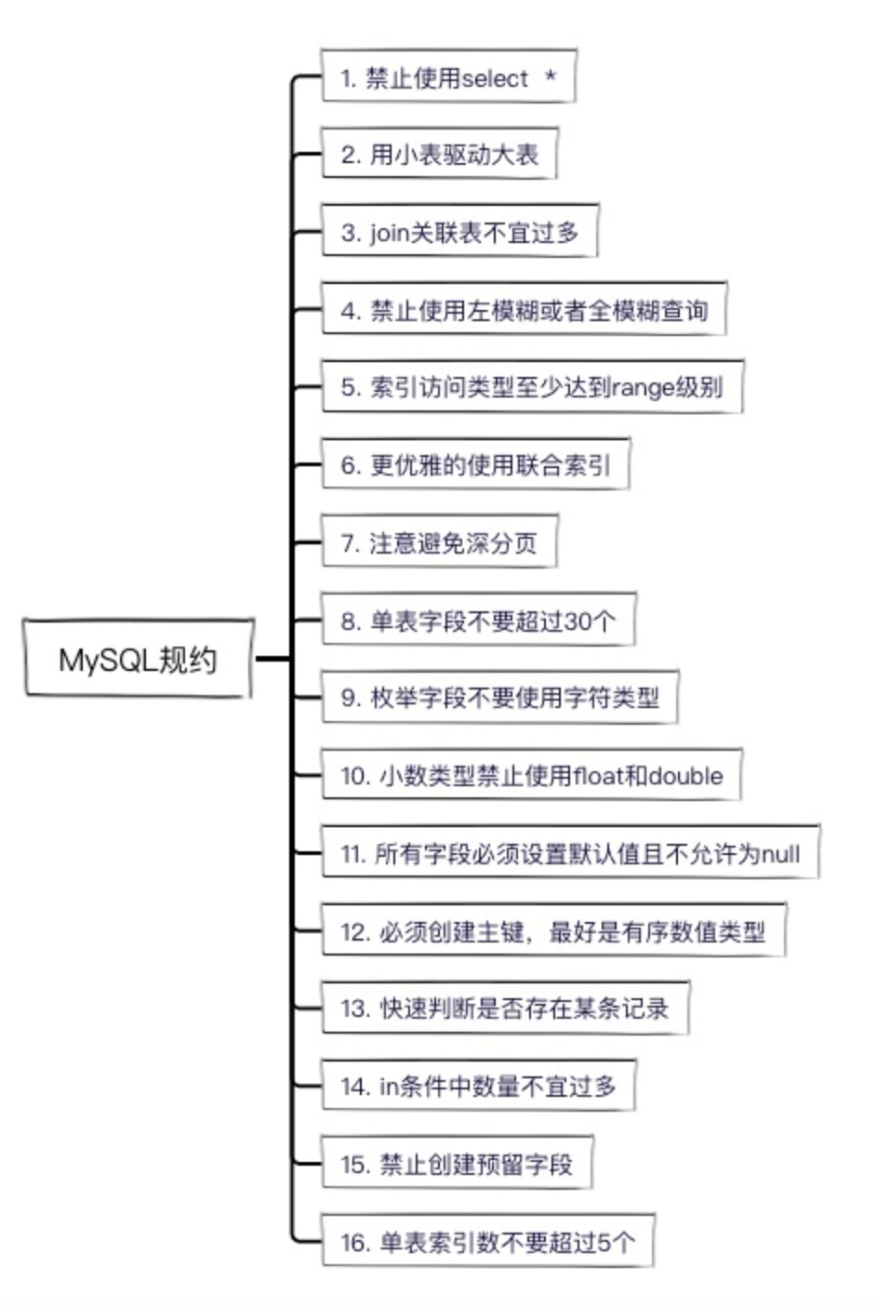 1. 禁止使用select *
2. 用小表驱动大表
3. join关联表不宜过多
4. 禁止使用左模糊或者全模糊查询
5. 索引访问类型至少达到range级别
6. 更优雅的使用联合索引
7. 注意避免深分页
8. 单表字段不要超过30个
MySQL规约
9. 枚举字段不要使用字符类型
10. 小数类型禁止使用float和double
11. 所有字段必须设置默认值且不允许为null
12. 必须创建主键，最好是有序数值类型
13. 快速判断是否存在某条记录
14. in条件中数量不宜过多
15. 禁止创建预留字段
16. 单表索引数不要超过5个